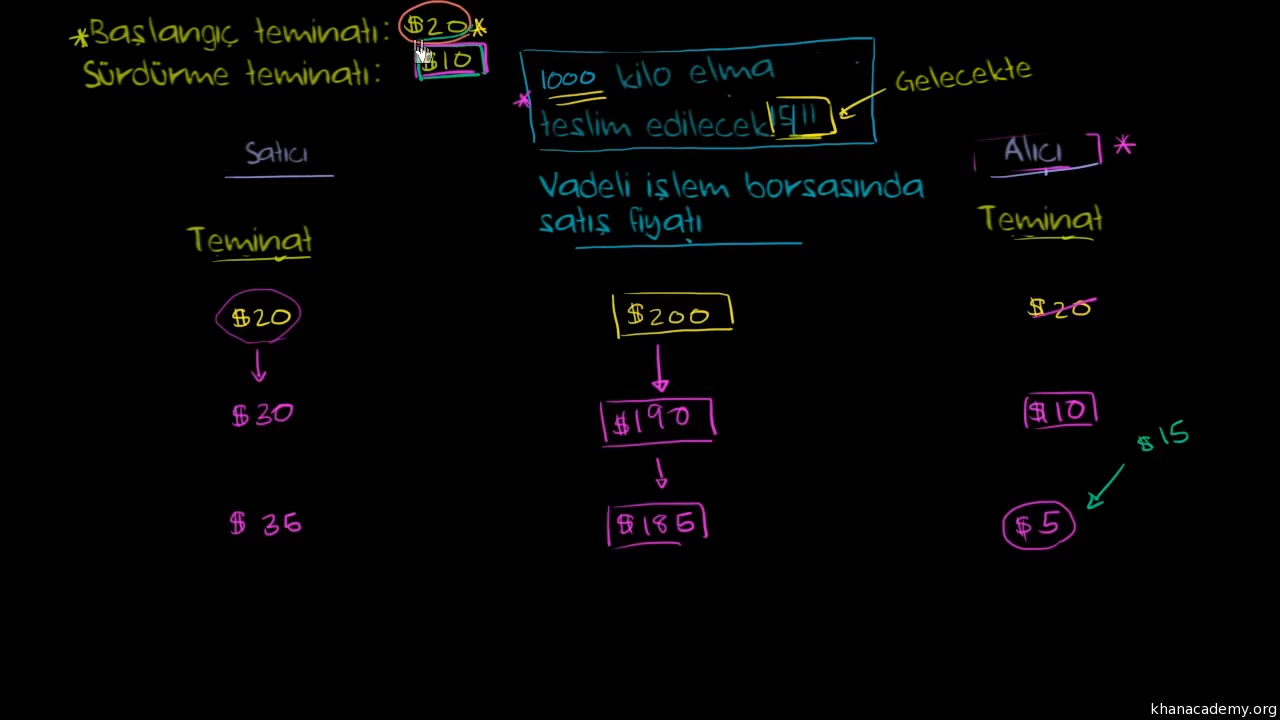 *Başlangıç teminatı: $20*
Sürdürme teminatı: $10
* 1000 kilo elma
teslim edilecek 15/11
Gelecekte
Satıcı
Alıcı *
Vadeli işlem borsasında
satış fiyatı
Teminat
Teminat
$20 $200 $20
$30 $190 $10
$15
$35 $185 $5
khanacademy.org